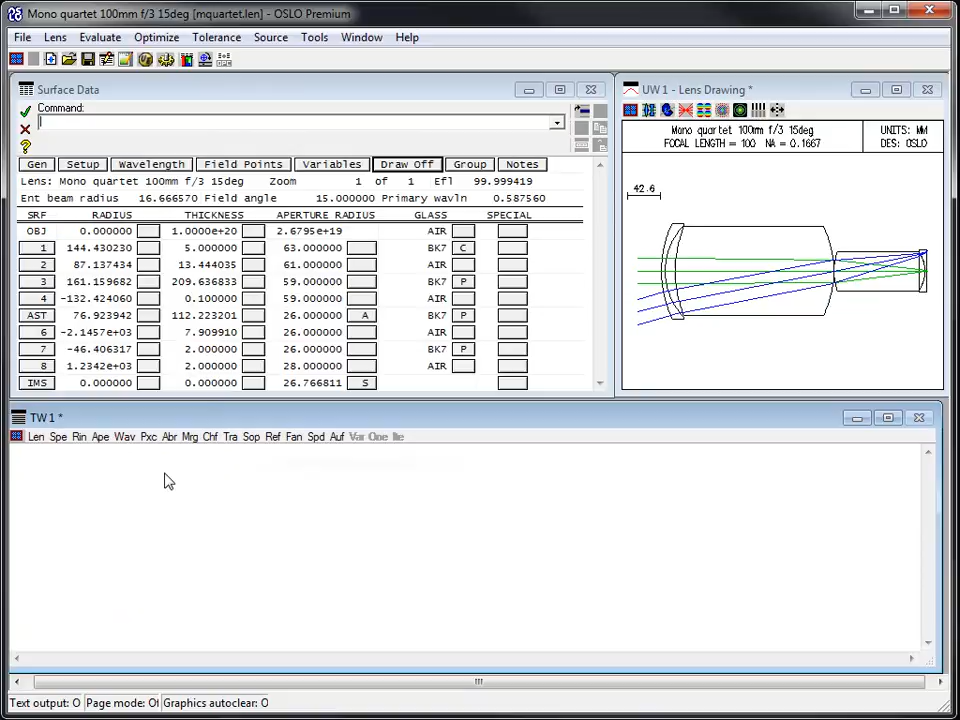 Mono quartet 100mm f/3 15deg [mquartet.len] - OSLO Premium
File Lens Evaluate Optimize Tolerance Source Tools Window Help
Surface Data
Command:
Gen Setup Wavelength Field Points Variables Draw Off Group Notes
Lens: Mono quartet 100mm f/3 15deg Zoom 1 of 1 Efl 99.999419
Ent beam radius 16.666570 Field angle 15.000000 Primary wavln 0.587560
SRF RADIUS THICKNESS APERTURE RADIUS GLASS SPECIAL
OBJ 0.000000 1.0000e+20 2.6795e+19 AIR
1 144.430230 5.000000 63.000000 BK7 C
2 87.137434 13.444035 61.000000 AIR
3 161.159682 209.636833 59.000000 BK7 P
4 -132.424060 0.100000 59.000000 AIR
AST 76.923942 112.223201 26.000000 A BK7 P
6 -2.1457e+03 7.909910 26.000000 AIR
7 -46.406317 2.000000 26.000000 BK7 P
8 1.2342e+03 2.000000 28.000000 AIR
IMS 0.000000 0.000000 26.766811 S
UW 1 - Lens Drawing *
Mono quartet 100mm f/3 15deg
FOCAL LENGTH = 100 NA = 0.1667
UNITS: MM
DES: OSLO
42.6
TW 1 *
Len Spe Rin Ape Wav Pxc Abr Mrg Chf Tra Sop Ref Fan Spd Auf Var Ope Ite
Text output: O Page mode: Of Graphics autoclear: O